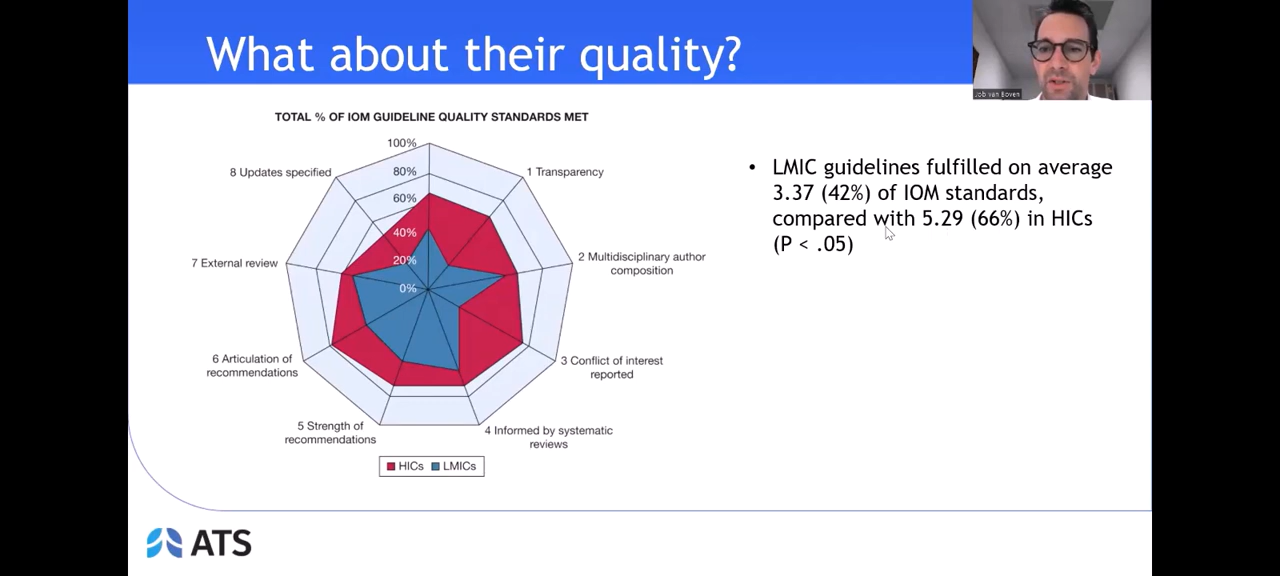 What about their quality?
Job van Boven
TOTAL % OF IOM GUIDELINE QUALITY STANDARDS MET
100%
80%
60%
40%
20%
0%
8 Updates specified
1 Transparency
7 External review
2 Multidisciplinary author
composition
6 Articulation of
recommendations
3 Conflict of interest
reported
5 Strength of
recommendations
4 Informed by systematic
reviews
HICs LMICs
• LMIC guidelines fulfilled on average
3.37 (42%) of IOM standards,
compared with 5.29 (66%) in HICs
(P < .05)
ATS